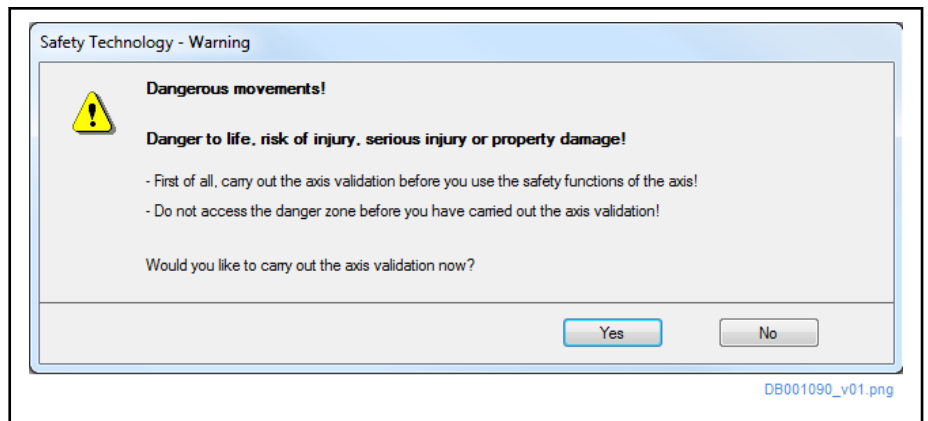 Safety Technology - Warning
Dangerous movements!
Danger to life, risk of injury, serious injury or property damage!
- First of all, carry out the axis validation before you use the safety functions of the axis!
- Do not access the danger zone before you have carried out the axis validation!
Would you like to carry out the axis validation now?
Yes No
DB001090_v01.png